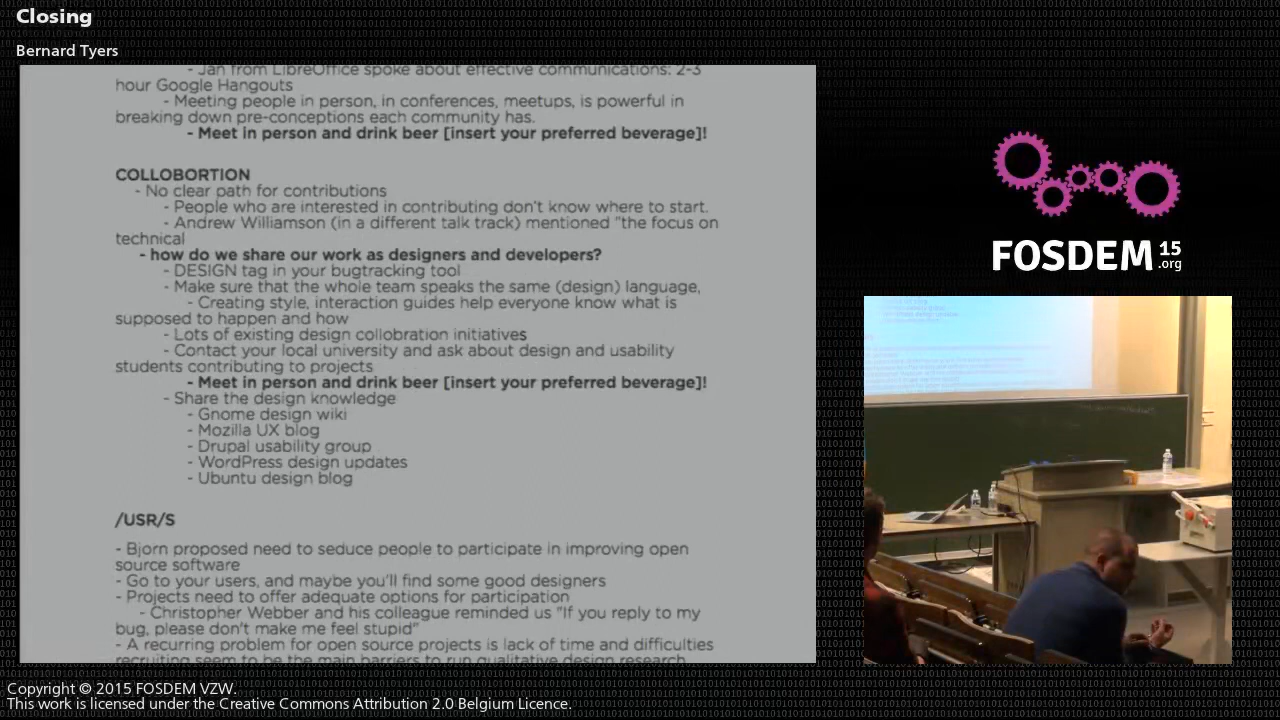 Closing
Bernard Tyers
- Jan from LibreOffice spoke about effective communications: 2-3
hour Google Hangouts
- Meeting people in person, in conferences, meetups, is powerful in
breaking down pre-conceptions each community has.
- Meet in person and drink beer [insert your preferred beverage]!
COLLOBORTION
- No clear path for contributions
- People who are interested in contributing don't know where to start.
- Andrew Williamson (in a different talk track) mentioned "the focus on
technical
- how do we share our work as designers and developers?
- DESIGN tag in your bugtracking tool
- Make sure that the whole team speaks the same (design) language,
- Creating style, interaction guides help everyone know what is
supposed to happen and how
- Lots of existing design collobration initiatives
- Contact your local university and ask about design and usability
students contributing to projects
- Meet in person and drink beer [insert your preferred beverage]!
- Share the design knowledge
- Gnome design wiki
- Mozilla UX blog
- Drupal usability group
- WordPress design updates
- Ubuntu design blog
/USR/S
- Bjorn proposed need to seduce people to participate in improving open
source software
- Go to your users, and maybe you'll find some good designers
- Projects need to offer adequate options for participation
- Christopher Webber and his colleague reminded us "If you reply to my
bug, please don't make me feel stupid"
- A recurring problem for open source projects is lack of time and difficulties
recruiting seem to be the main barriers to run qualitative design research
FOSDEM 15
.org
Copyright © 2015 FOSDEM VZW.
This work is licensed under the Creative Commons Attribution 2.0 Belgium Licence.